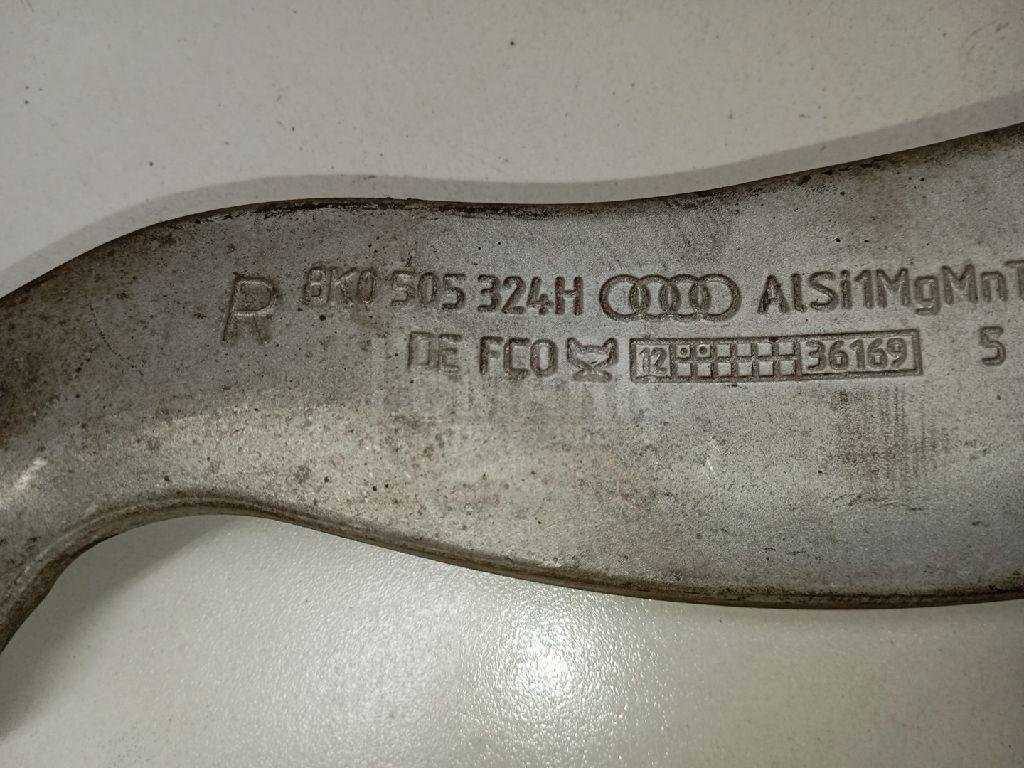 R 8K0 505 324H AlSi1MgMnT
DE FCO 12 36169 5